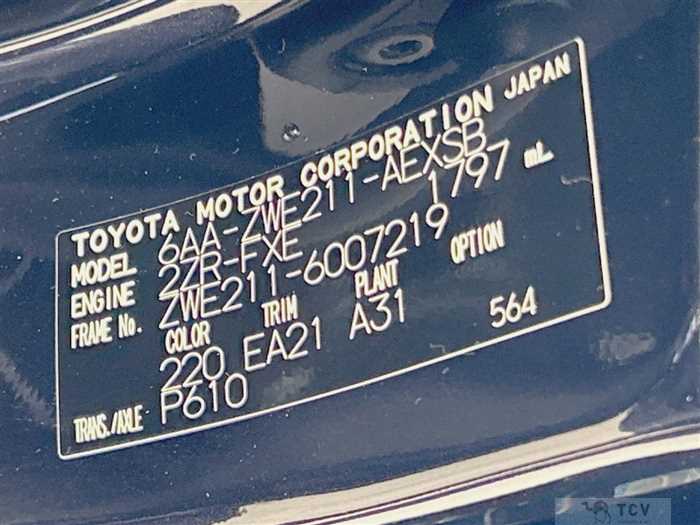 TOYOTA MOTOR CORPORATION JAPAN
MODEL 6AA-ZWE211-AEXSB
ENGINE 2ZR-FXE 1797 mL
FRAME No. ZWE211-6007219
COLOR TRIM PLANT OPTION
220 EA21 A31 564
TRANS./AXLE P610
TCV